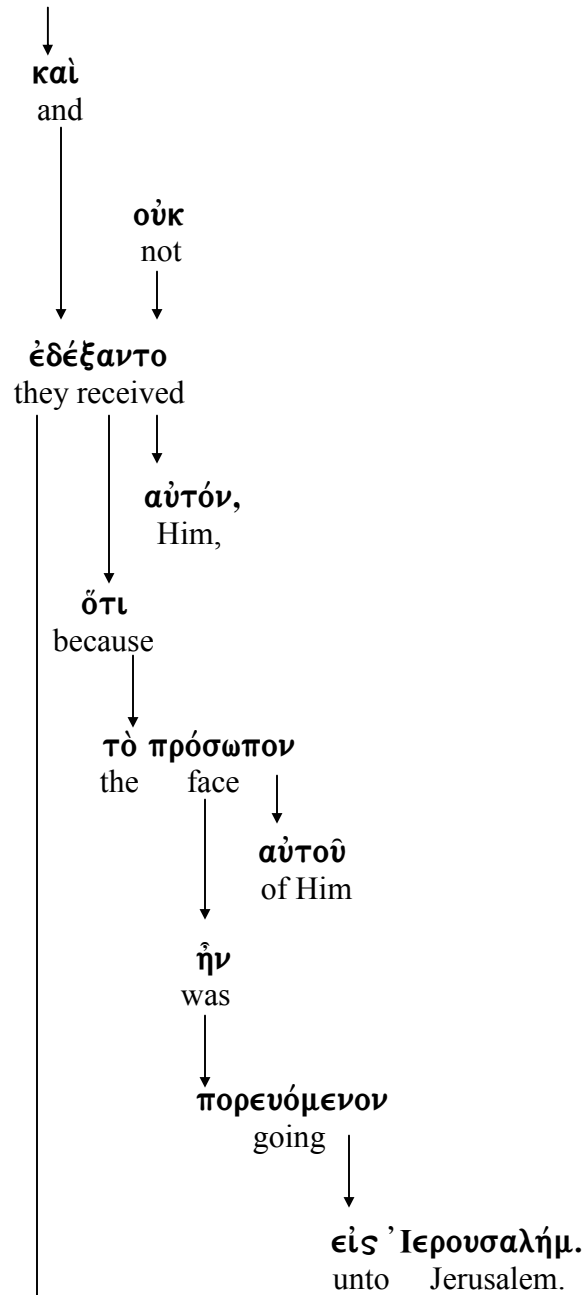 καὶ
and
οὐκ
not
ἐδέξαντο
they received
αὐτόν,
Him,
ὅτι
because
τὸ πρόσωπον
the face
αὐτοῦ
of Him
ἦν
was
πορευόμενον
going
εἰς Ἰερουσαλήμ.
unto Jerusalem.